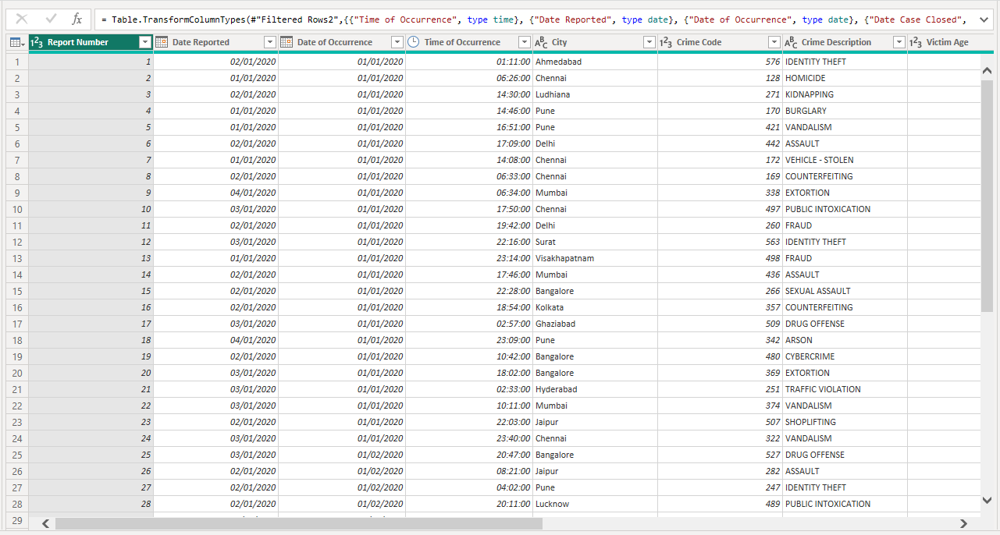 fx = Table.TransformColumnTypes(#"Filtered Rows2",{{"Time of Occurrence", type time}, {"Date Reported", type date}, {"Date of Occurrence", type date}, {"Date Case Closed",
1 2 3 Report Number Date Reported Date of Occurrence Time of Occurrence A B C City 1 2 3 Crime Code A B C Crime Description 1 2 3 Victim Age
1 1 02/01/2020 01/01/2020 01:11:00 Ahmedabad 576 IDENTITY THEFT
2 2 01/01/2020 01/01/2020 06:26:00 Chennai 128 HOMICIDE
3 3 02/01/2020 01/01/2020 14:30:00 Ludhiana 271 KIDNAPPING
4 4 01/01/2020 01/01/2020 14:46:00 Pune 170 BURGLARY
5 5 01/01/2020 01/01/2020 16:51:00 Pune 421 VANDALISM
6 6 02/01/2020 01/01/2020 17:09:00 Delhi 442 ASSAULT
7 7 01/01/2020 01/01/2020 14:08:00 Chennai 172 VEHICLE - STOLEN
8 8 02/01/2020 01/01/2020 06:33:00 Chennai 169 COUNTERFEITING
9 9 04/01/2020 01/01/2020 06:34:00 Mumbai 338 EXTORTION
10 10 03/01/2020 01/01/2020 17:50:00 Chennai 497 PUBLIC INTOXICATION
11 11 02/01/2020 01/01/2020 19:42:00 Delhi 260 FRAUD
12 12 03/01/2020 01/01/2020 22:16:00 Surat 563 IDENTITY THEFT
13 13 01/01/2020 01/01/2020 23:14:00 Visakhapatnam 498 FRAUD
14 14 02/01/2020 01/01/2020 17:46:00 Mumbai 436 ASSAULT
15 15 02/01/2020 01/01/2020 22:28:00 Bangalore 266 SEXUAL ASSAULT
16 16 02/01/2020 01/01/2020 18:54:00 Kolkata 357 COUNTERFEITING
17 17 03/01/2020 01/01/2020 02:57:00 Ghaziabad 509 DRUG OFFENSE
18 18 04/01/2020 01/01/2020 23:09:00 Pune 342 ARSON
19 19 02/01/2020 01/01/2020 10:42:00 Bangalore 480 CYBERCRIME
20 20 03/01/2020 01/01/2020 18:02:00 Bangalore 369 EXTORTION
21 21 03/01/2020 01/01/2020 02:33:00 Hyderabad 251 TRAFFIC VIOLATION
22 22 03/01/2020 01/01/2020 10:11:00 Mumbai 374 VANDALISM
23 23 02/01/2020 01/01/2020 22:03:00 Jaipur 507 SHOPLIFTING
24 24 03/01/2020 01/01/2020 23:40:00 Chennai 322 VANDALISM
25 25 03/01/2020 01/02/2020 20:47:00 Bangalore 527 DRUG OFFENSE
26 26 02/01/2020 01/02/2020 08:21:00 Jaipur 282 ASSAULT
27 27 02/01/2020 01/02/2020 04:02:00 Pune 247 IDENTITY THEFT
28 28 02/01/2020 01/02/2020 20:11:00 Lucknow 489 PUBLIC INTOXICATION
29